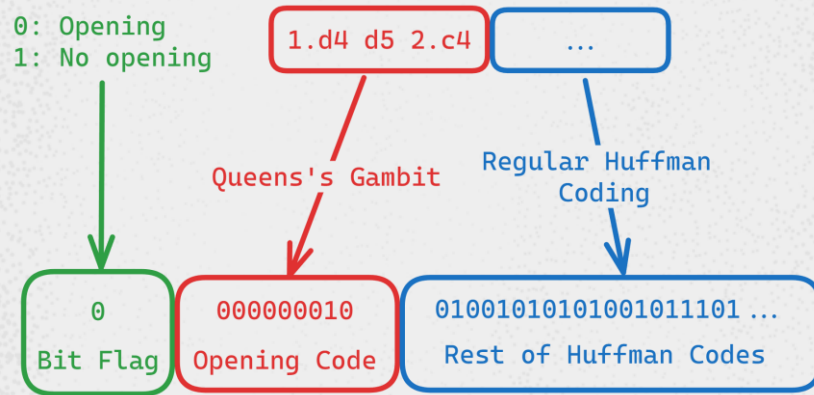 0: Opening
1: No opening
1.d4 d5 2.c4
...
Queens's Gambit
Regular Huffman
Coding
0
Bit Flag
000000010
Opening Code
01001010101001011101...
Rest of Huffman Codes